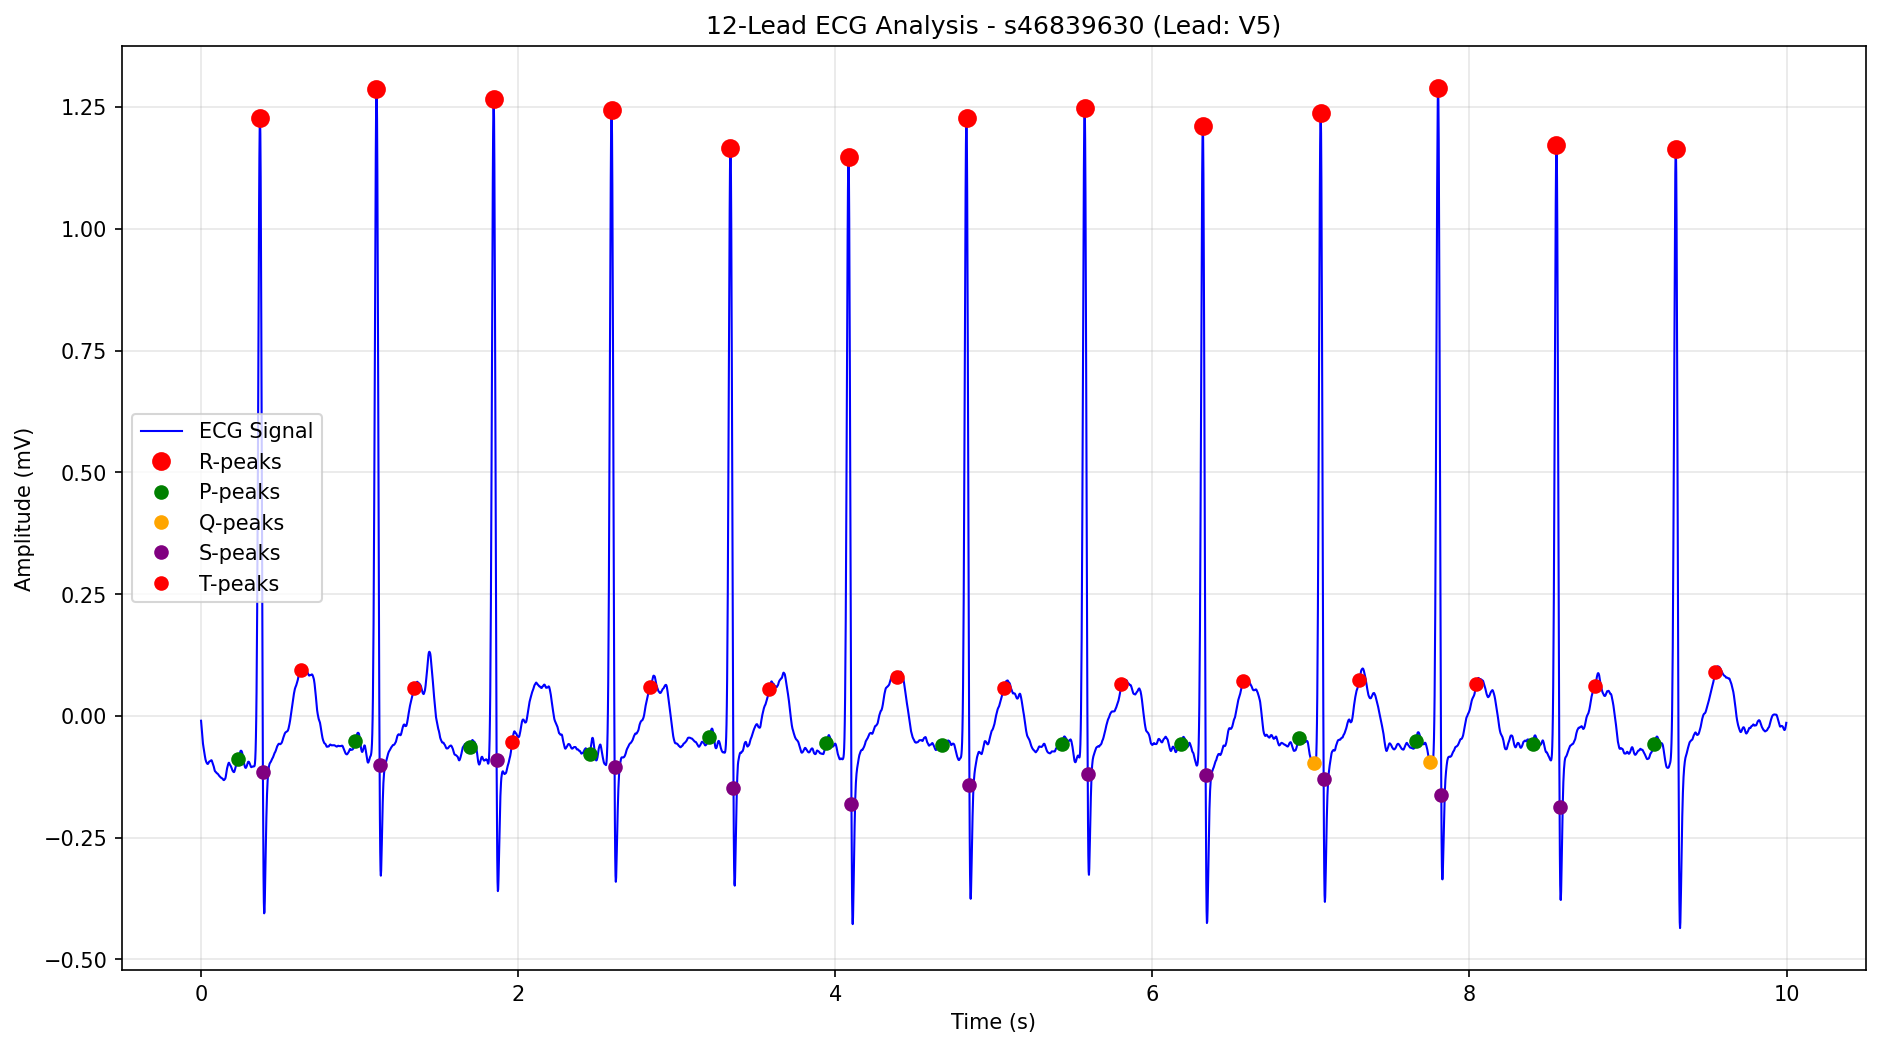 12-Lead ECG Analysis - s46839630 (Lead: V5)
Amplitude (mV)
1.25
1.00
0.75
0.50
0.25
0.00
−0.25
−0.50
ECG Signal
R-peaks
P-peaks
Q-peaks
S-peaks
T-peaks
0 2 4 6 8 10
Time (s)